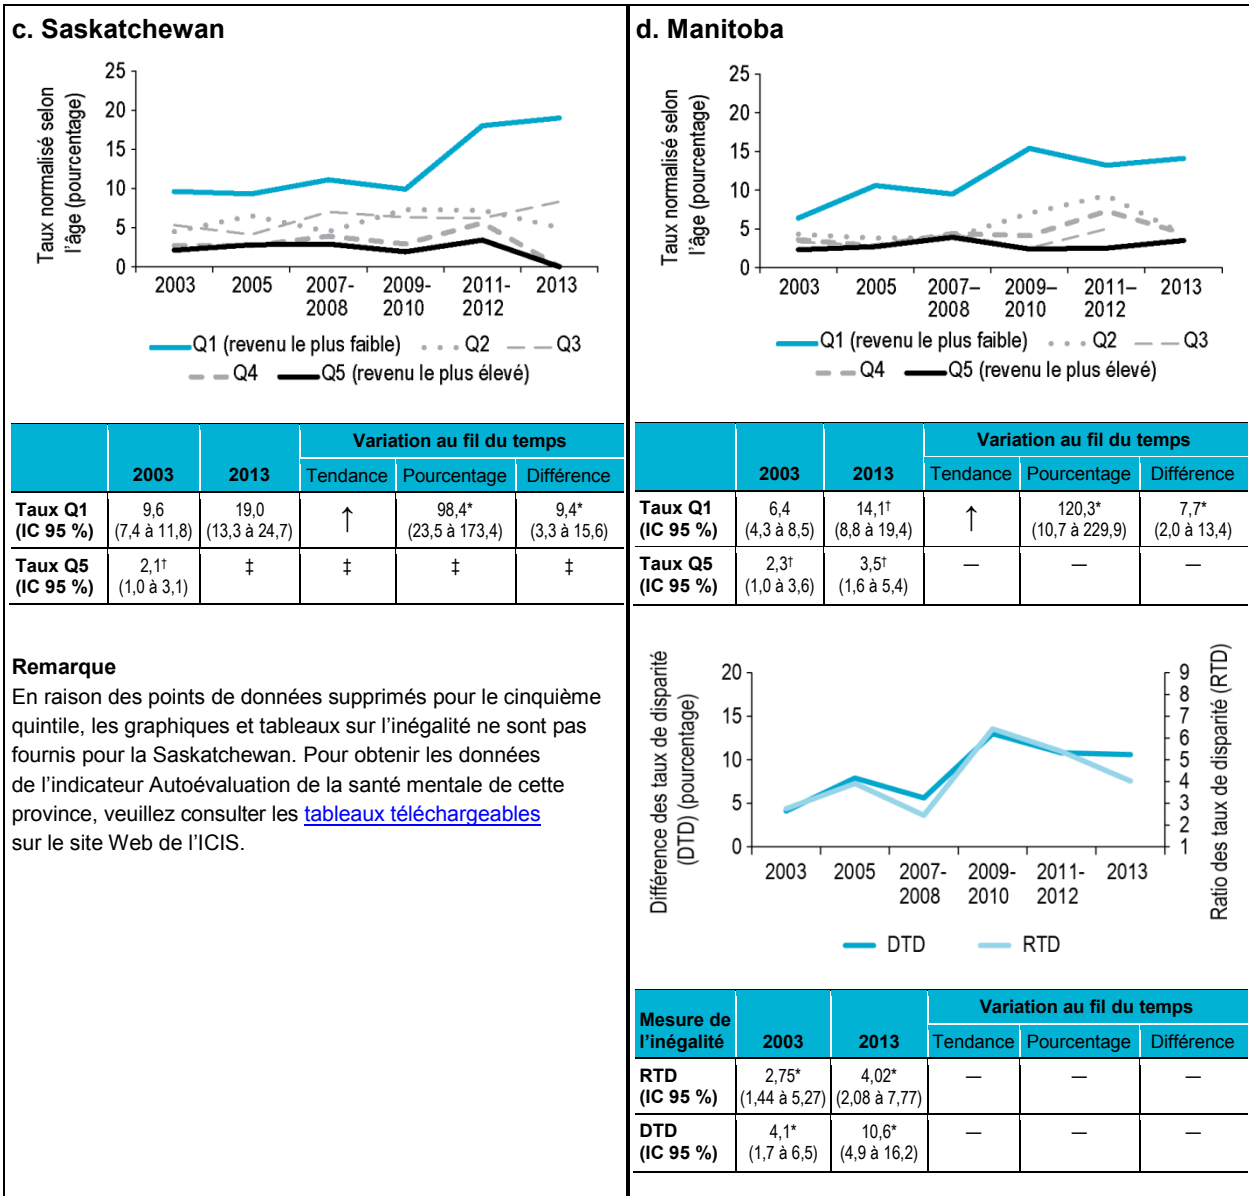 c. Saskatchewan
Taux normalisé selon
l'âge (pourcentage)
25
20
15
10
5
0
2003 2005 2007- 2009- 2011- 2013
2008 2010 2012
Q1 (revenu le plus faible) Q2 Q3
Q4 Q5 (revenu le plus élevé)
Variation au fil du temps
2003 2013 Tendance Pourcentage Différence
Taux Q1 9,6 19,0 ↑ 98,4* 9,4*
(IC 95 %) (7,4 à 11,8) (13,3 à 24,7) (23,5 à 173,4) (3,3 à 15,6)
Taux Q5 2,1† ‡ ‡ ‡ ‡
(IC 95 %) (1,0 à 3,1)
Remarque
En raison des points de données supprimés pour le cinquième
quintile, les graphiques et tableaux sur l'inégalité ne sont pas
fournis pour la Saskatchewan. Pour obtenir les données
de l'indicateur Autoévaluation de la santé mentale de cette
province, veuillez consulter les tableaux téléchargeables
sur le site Web de l'ICIS.
d. Manitoba
Taux normalisé selon
l'âge (pourcentage)
25
20
15
10
5
0
2003 2005 2007– 2009– 2011– 2013
2008 2010 2012
Q1 (revenu le plus faible) Q2 Q3
Q4 Q5 (revenu le plus élevé)
Variation au fil du temps
2003 2013 Tendance Pourcentage Différence
Taux Q1 6,4 14,1† ↑ 120,3* 7,7*
(IC 95 %) (4,3 à 8,5) (8,8 à 19,4) (10,7 à 229,9) (2,0 à 13,4)
Taux Q5 2,3† 3,5† — — —
(IC 95 %) (1,0 à 3,6) (1,6 à 5,4)
Différence des taux de disparité
(DTD) (pourcentage)
20
15
10
5
0
9
8
7
6
5
4
3
2
1
Ratio des taux de disparité (RTD)
2003 2005 2007- 2009- 2011- 2013
2008 2010 2012
DTD RTD
Mesure de
l'inégalité 2003 2013 Variation au fil du temps
Tendance Pourcentage Différence
RTD 2,75* 4,02* — — —
(IC 95 %) (1,44 à 5,27) (2,08 à 7,77)
DTD 4,1* 10,6* — — —
(IC 95 %) (1,7 à 6,5) (4,9 à 16,2)